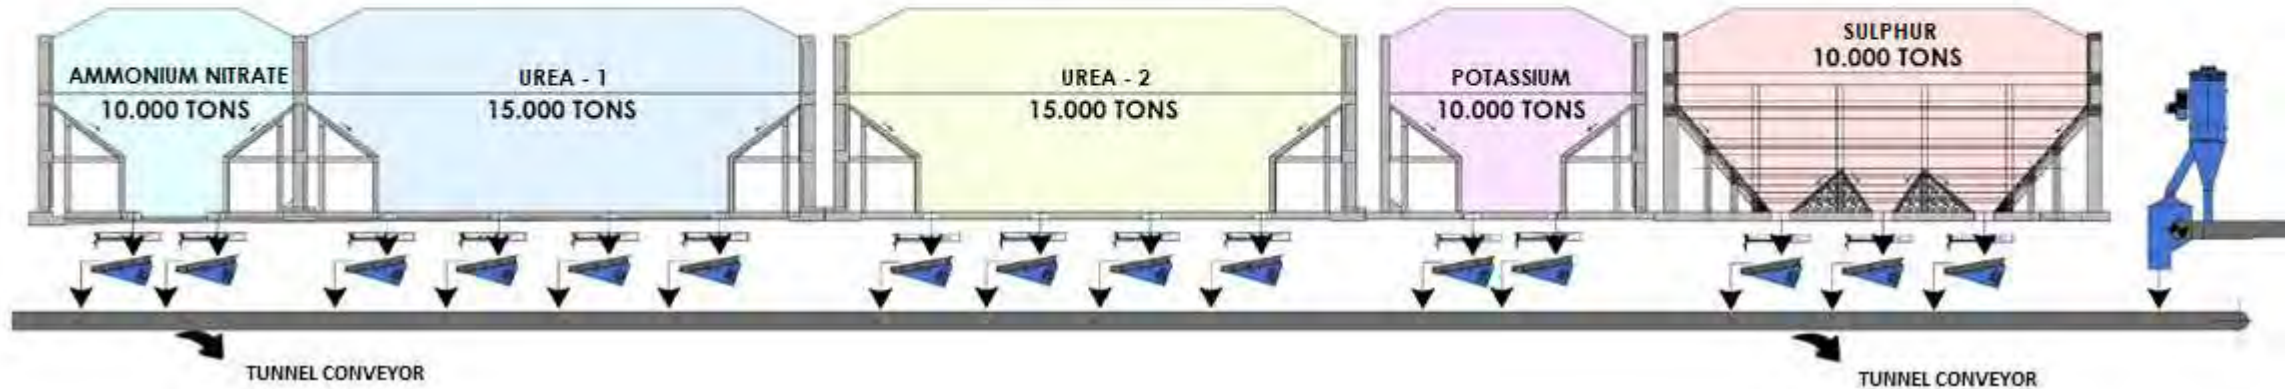 AMMONIUM NITRATE
10.000 TONS
UREA - 1
15.000 TONS
UREA - 2
15.000 TONS
POTASSIUM
10.000 TONS
SULPHUR
10.000 TONS
TUNNEL CONVEYOR
TUNNEL CONVEYOR